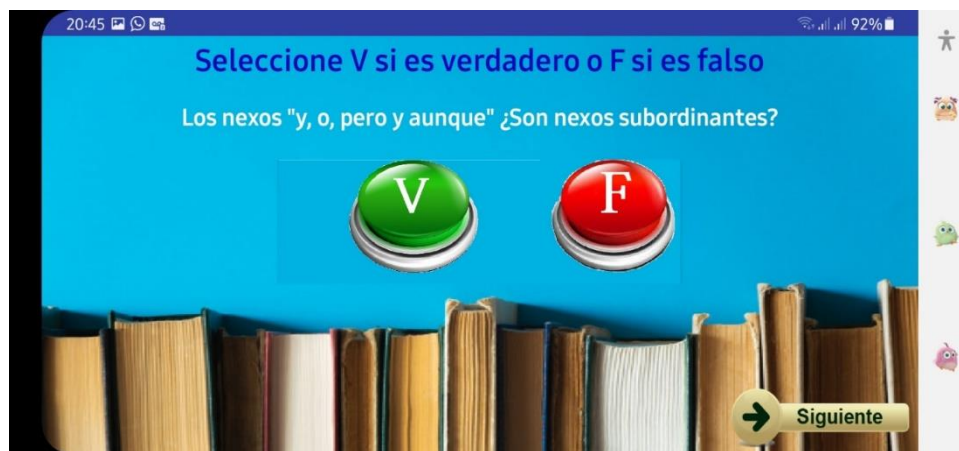 20:45 92%
Seleccione V si es verdadero o F si es falso
Los nexos "y, o, pero y aunque" ¿Son nexos subordinantes?
V F
Siguiente